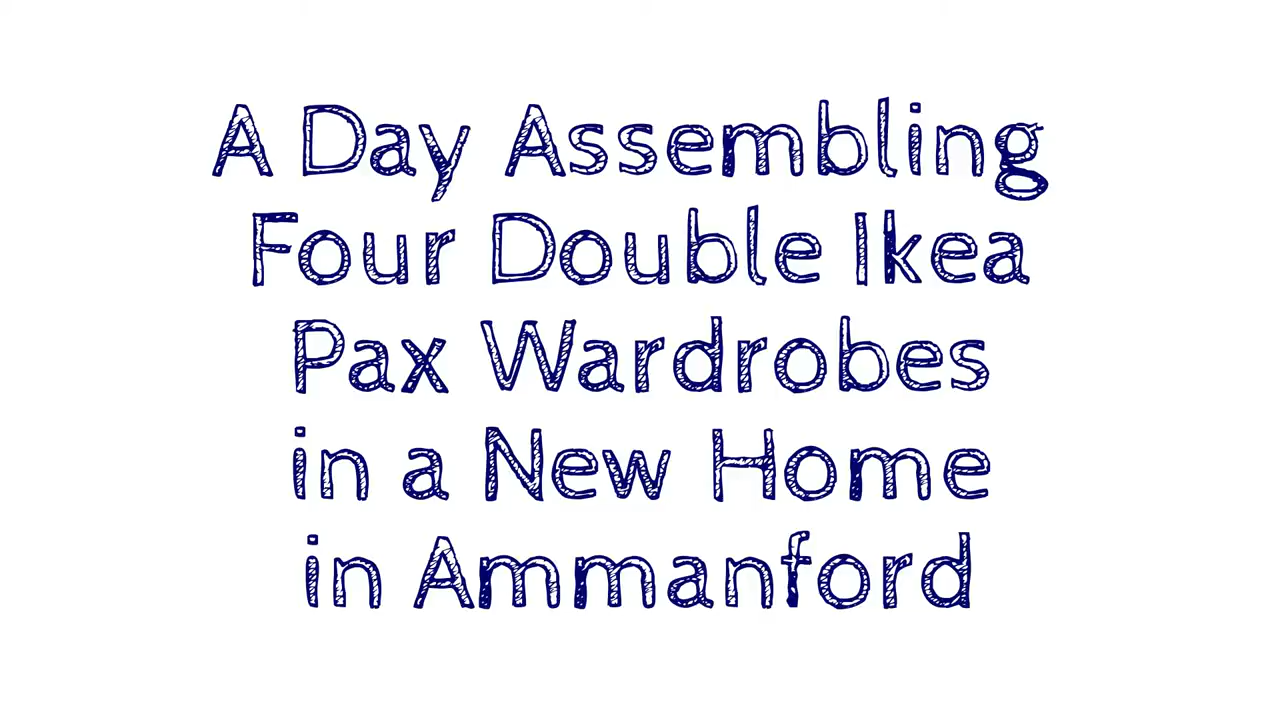 A Day Assembling
Four Double Ikea
Pax Wardrobes
in a New Home
in Ammanford